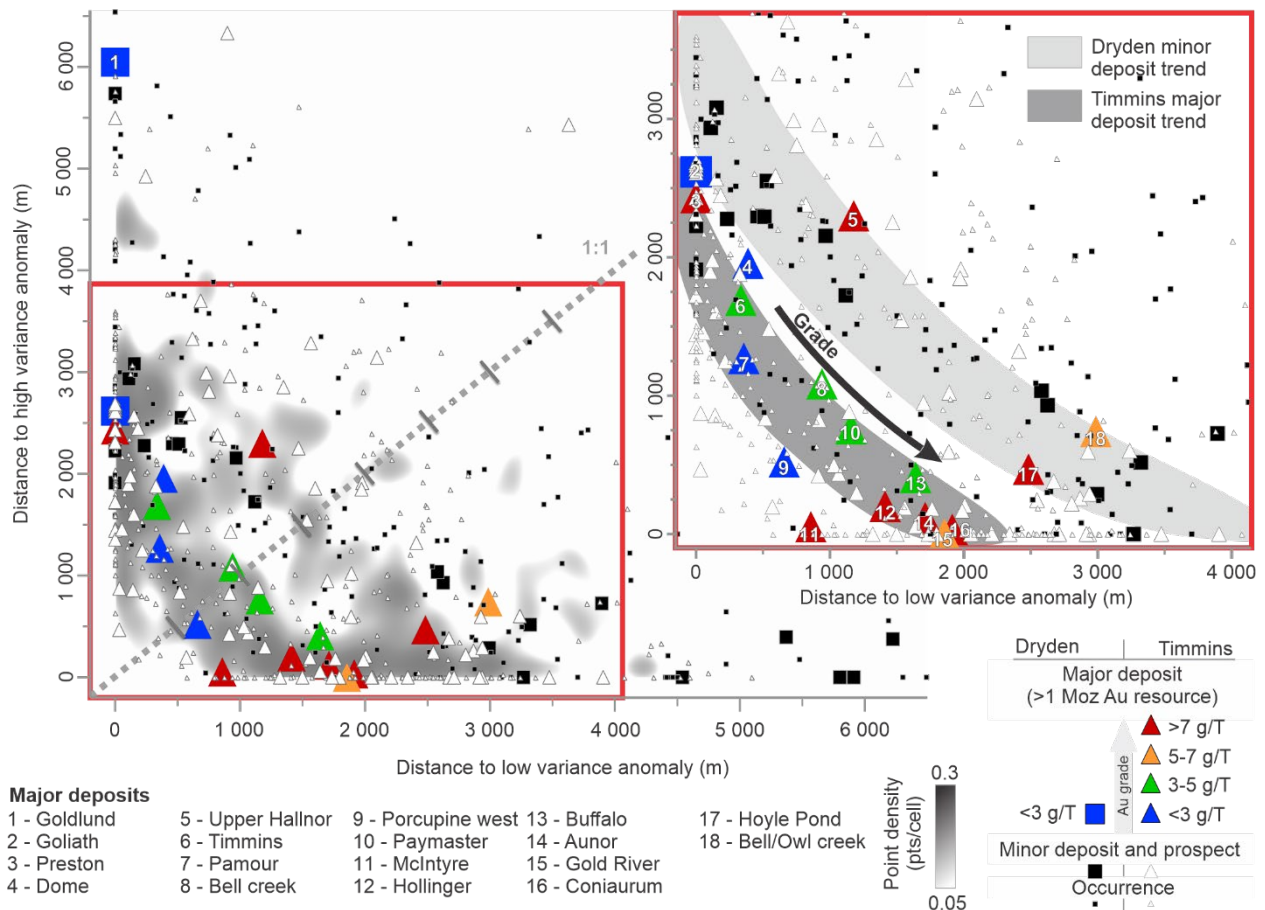 6 000
5 000
4 000
3 000
2 000
1 000
0
Distance to high variance anomaly (m)
1
1:1
0
1 000
2 000
3 000
4 000
5 000
6 000
Distance to low variance anomaly (m)
Dryden minor
deposit trend
Timmins major
deposit trend
3 000
2 000
1 000
0
2
3
4
5
6
7
8
9
10
11
12
13
14
15
16
17
18
Grade
0
1 000
2 000
3 000
4 000
Distance to low variance anomaly (m)
Major deposits
1 - Goldlund
2 - Goliath
3 - Preston
4 - Dome
5 - Upper Hallnor
6 - Timmins
7 - Pamour
8 - Bell creek
9 - Porcupine west
10 - Paymaster
11 - McIntyre
12 - Hollinger
13 - Buffalo
14 - Aunor
15 - Gold River
16 - Coniaurum
17 - Hoyle Pond
18 - Bell/Owl creek
Point density
(pts/cell)
0.3
0.05
Dryden
Timmins
Major deposit
(>1 Moz Au resource)
>7 g/T
5-7 g/T
3-5 g/T
<3 g/T
<3 g/T
Au grade
Minor deposit and prospect
Occurrence